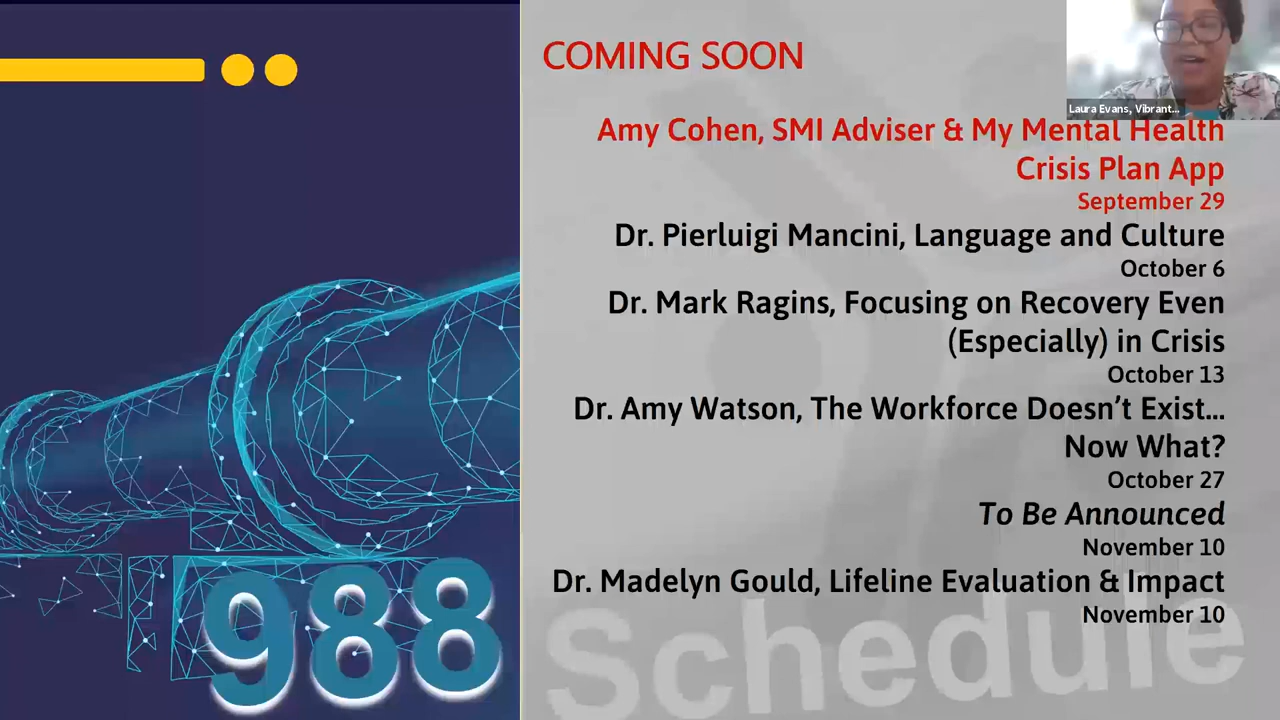 COMING SOON
Laura Evans, Vibrant...
Amy Cohen, SMI Adviser & My Mental Health
Crisis Plan App
September 29
Dr. Pierluigi Mancini, Language and Culture
October 6
Dr. Mark Ragins, Focusing on Recovery Even
(Especially) in Crisis
October 13
Dr. Amy Watson, The Workforce Doesn’t Exist...
Now What?
October 27
To Be Announced
November 10
Dr. Madelyn Gould, Lifeline Evaluation & Impact
November 10
Schedule
988